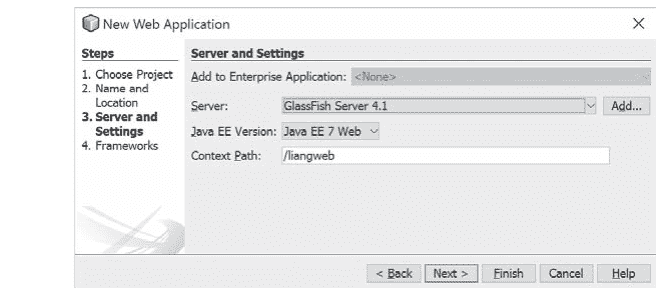 New Web Application
Steps
1. Choose Project
2. Name and
Location
3. Server and
Settings
4. Frameworks
Server and Settings
Add to Enterprise Application: <None>
Server: GlassFish Server 4.1 Add...
Java EE Version: Java EE 7 Web
Context Path: /liangweb
< Back Next > Finish Cancel Help